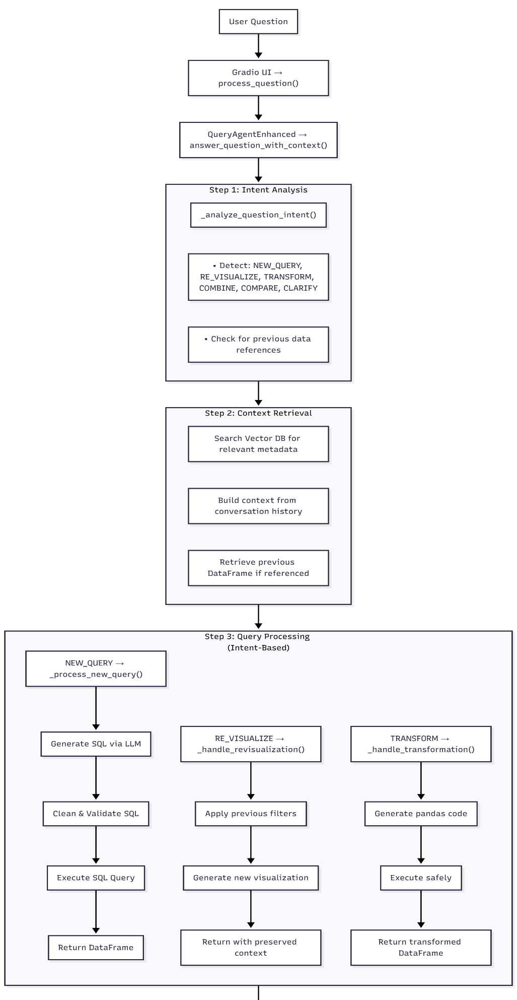 User Question
Gradio UI →
process_question()
QueryAgentEnhanced →
answer_question_with_context()
Step 1: Intent Analysis
_analyze_question_intent()
▪ Detect: NEW_QUERY,
RE_VISUALIZE, TRANSFORM,
COMBINE, COMPARE, CLARIFY
▪ Check for previous data
references
Step 2: Context Retrieval
Search Vector DB for
relevant metadata
Build context from
conversation history
Retrieve previous
DataFrame if referenced
Step 3: Query Processing
(Intent-Based)
NEW_QUERY →
_process_new_query()
Generate SQL via LLM
Clean & Validate SQL
Execute SQL Query
Return DataFrame
RE_VISUALIZE →
_handle_revisualization()
Apply previous filters
Generate new visualization
Return with preserved
context
TRANSFORM →
_handle_transformation()
Generate pandas code
Execute safely
Return transformed
DataFrame